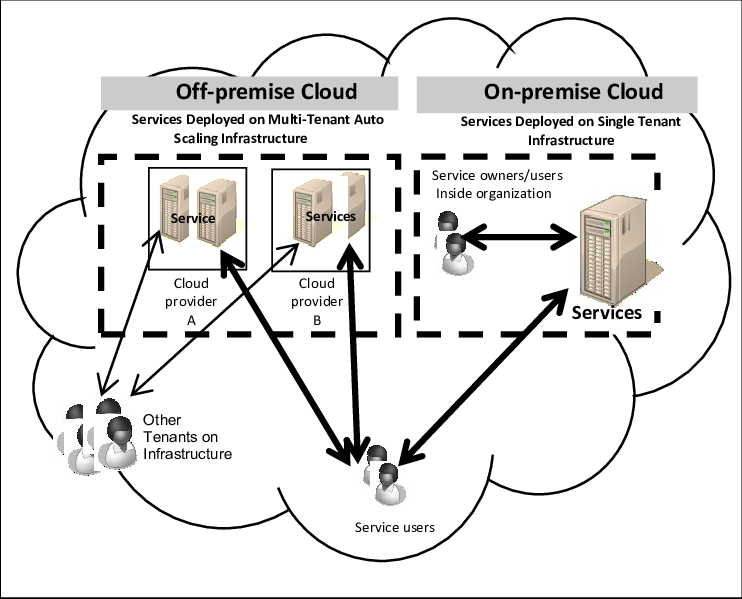 Off-premise Cloud
Services Deployed on Multi-Tenant Auto
Scaling Infrastructure
Service
Services
Cloud
provider
A
Cloud
provider
B
On-premise Cloud
Services Deployed on Single Tenant
Infrastructure
Service owners/users
Inside organization
Services
Other
Tenants on
Infrastructure
Service users